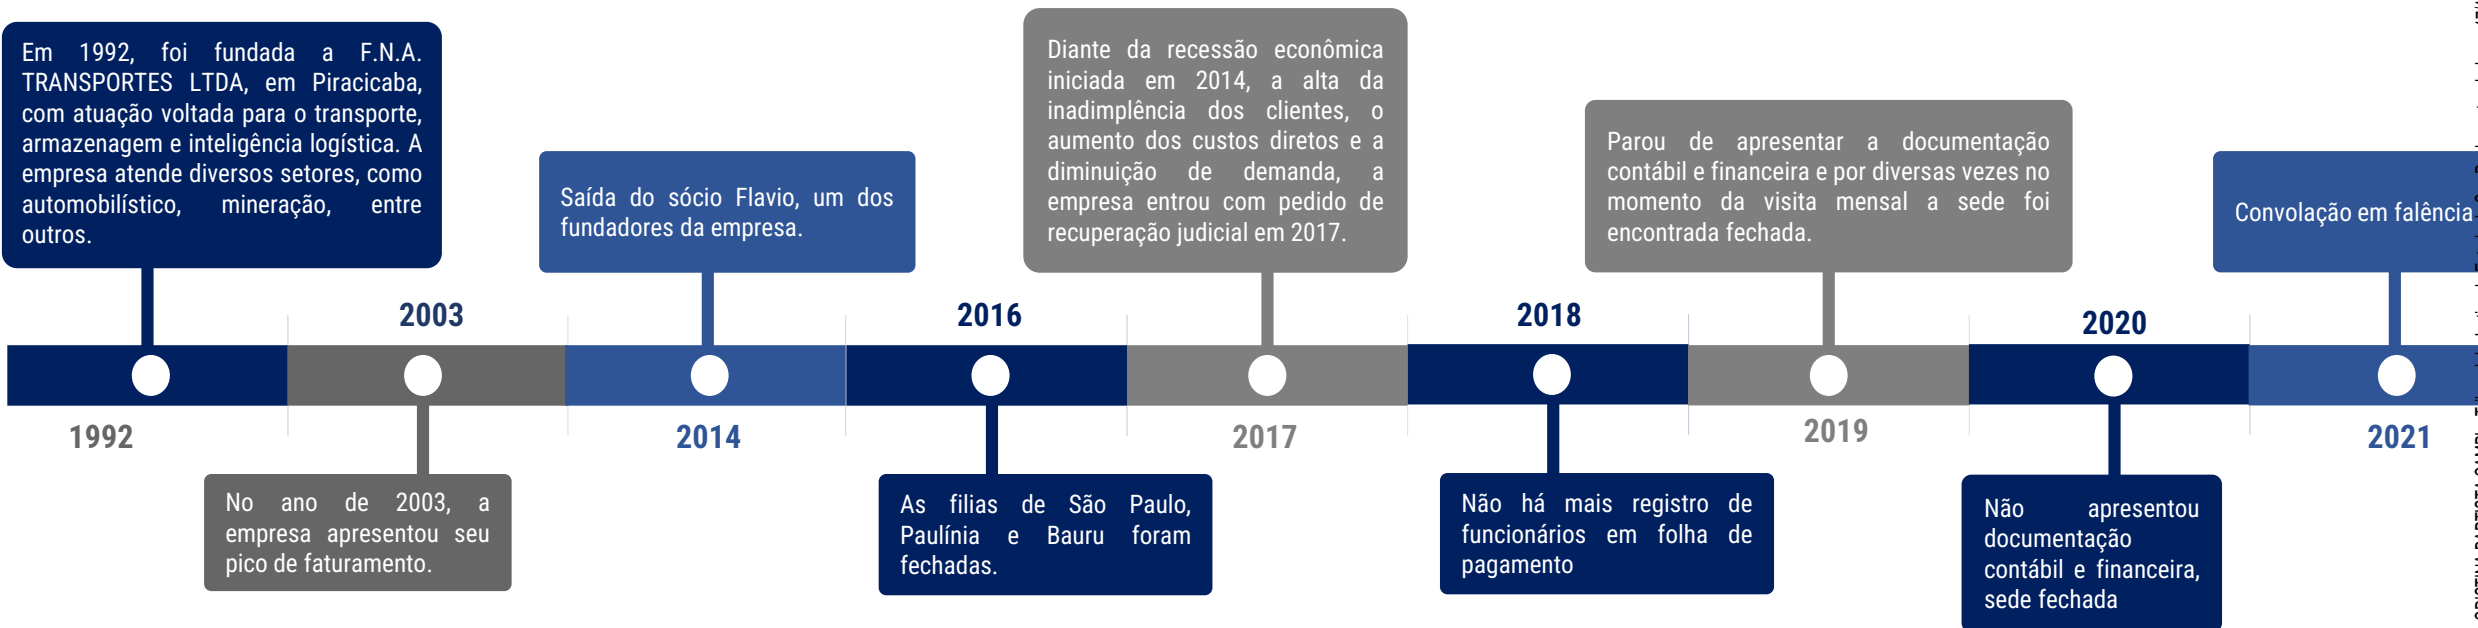 Em 1992, foi fundada a F.N.A.
TRANSPORTES LTDA, em Piracicaba,
com atuação voltada para o transporte,
armazenagem e inteligência logística. A
empresa atende diversos setores, como
automobilístico, mineração, entre
outros.
1992
2003
No ano de 2003, a
empresa apresentou seu
pico de faturamento.
Saída do sócio Flavio, um dos
fundadores da empresa.
2014
2016
As filias de São Paulo,
Paulínia e Bauru foram
fechadas.
Diante da recessão econômica
iniciada em 2014, a alta da
inadimplência dos clientes, o
aumento dos custos diretos e a
diminuição de demanda, a
empresa entrou com pedido de
recuperação judicial em 2017.
2017
2018
Não há mais registro de
funcionários em folha de
pagamento
Parou de apresentar a documentação
contábil e financeira e por diversas vezes no
momento da visita mensal a sede foi
encontrada fechada.
2019
2020
Não apresentou
documentação
contábil e financeira,
sede fechada
Convolação em falência
2021